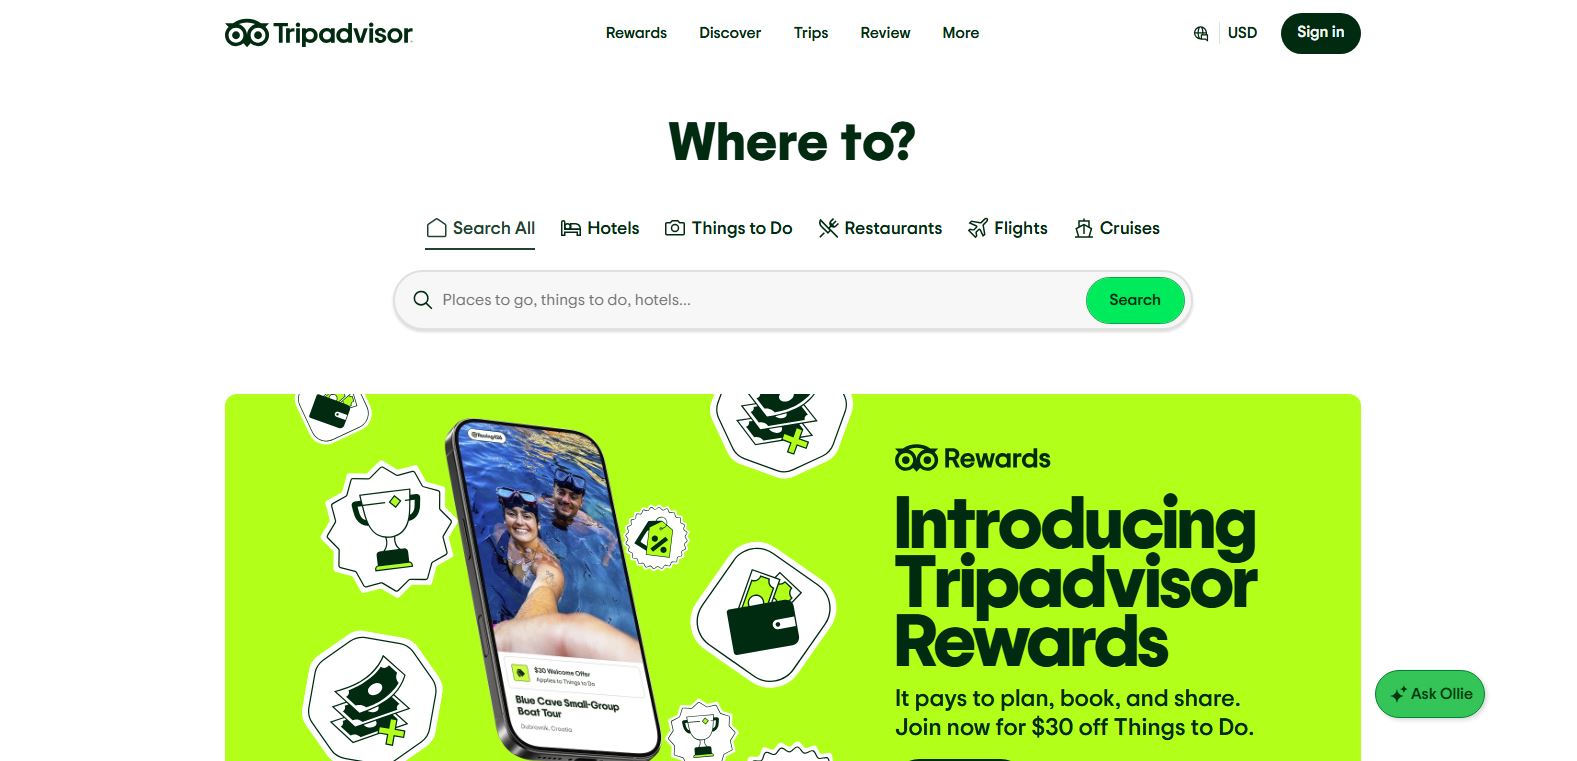 Tripadvisor
Rewards
Discover
Trips
Review
More
USD
Sign in
Where to?
Search All
Hotels
Things to Do
Restaurants
Flights
Cruises
Places to go, things to do, hotels...
Search
$30 Welcome Offer
Applies to Things to Do
Blue Cave Small-Group
Boat Tour
Dubrovnik, Croatia
Rewards
Introducing
Tripadvisor
Rewards
It pays to plan, book, and share.
Join now for $30 off Things to Do.
Ask Ollie